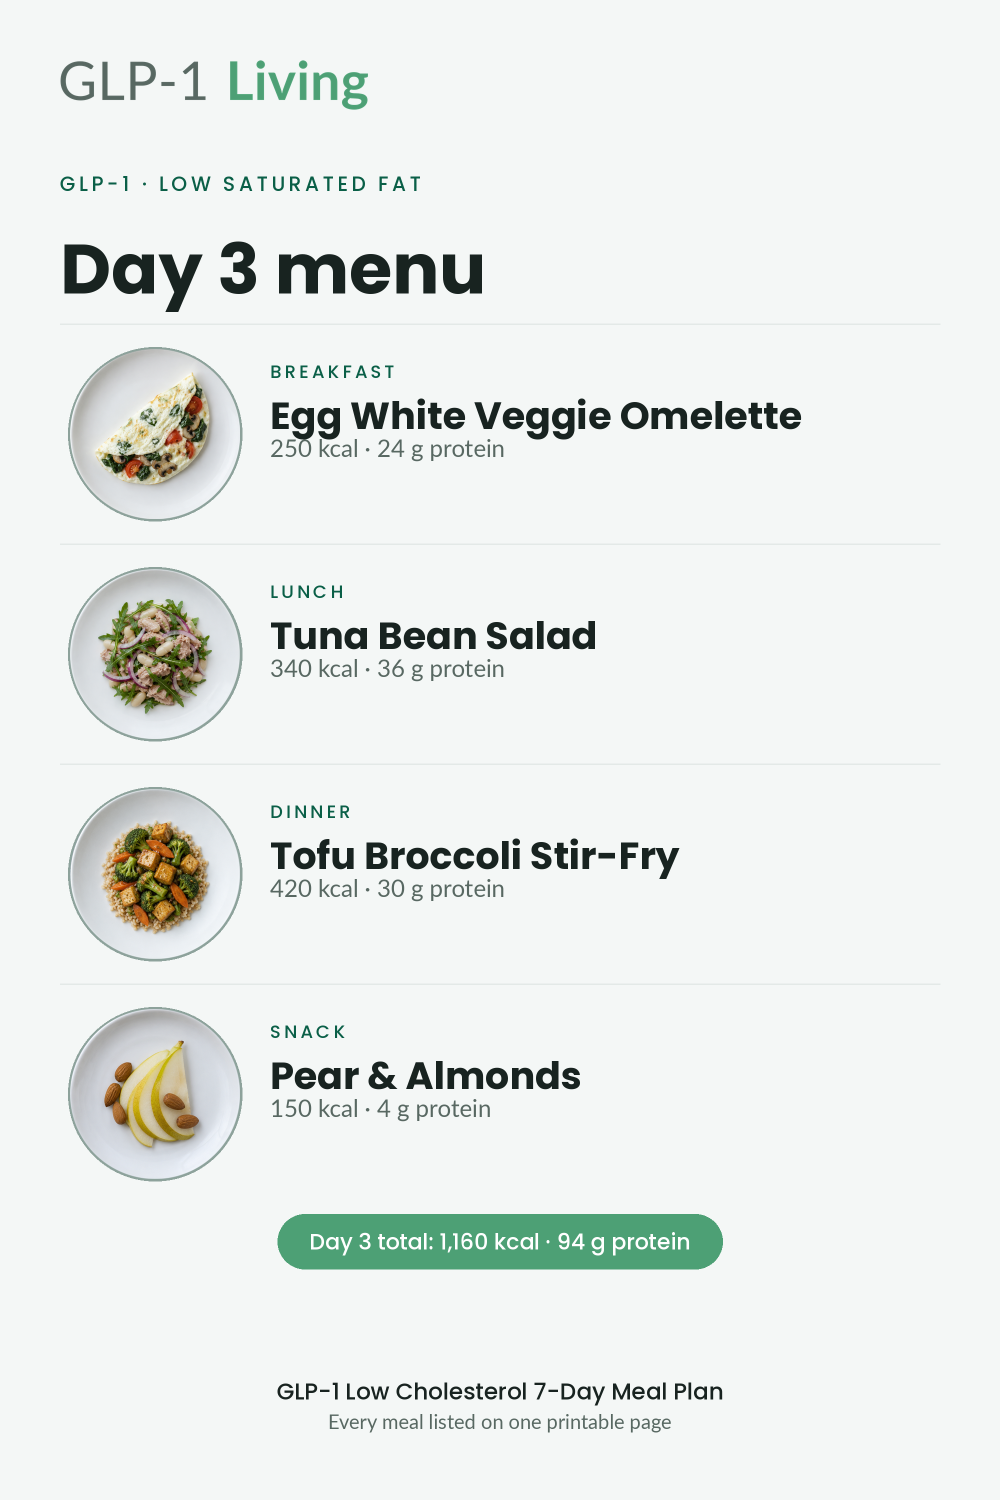 GLP-1 Living
GLP-1 · LOW SATURATED FAT
Day 3 menu
BREAKFAST
Egg White Veggie Omelette
250 kcal · 24 g protein
LUNCH
Tuna Bean Salad
340 kcal · 36 g protein
DINNER
Tofu Broccoli Stir-Fry
420 kcal · 30 g protein
SNACK
Pear & Almonds
150 kcal · 4 g protein
Day 3 total: 1,160 kcal · 94 g protein
GLP-1 Low Cholesterol 7-Day Meal Plan
Every meal listed on one printable page